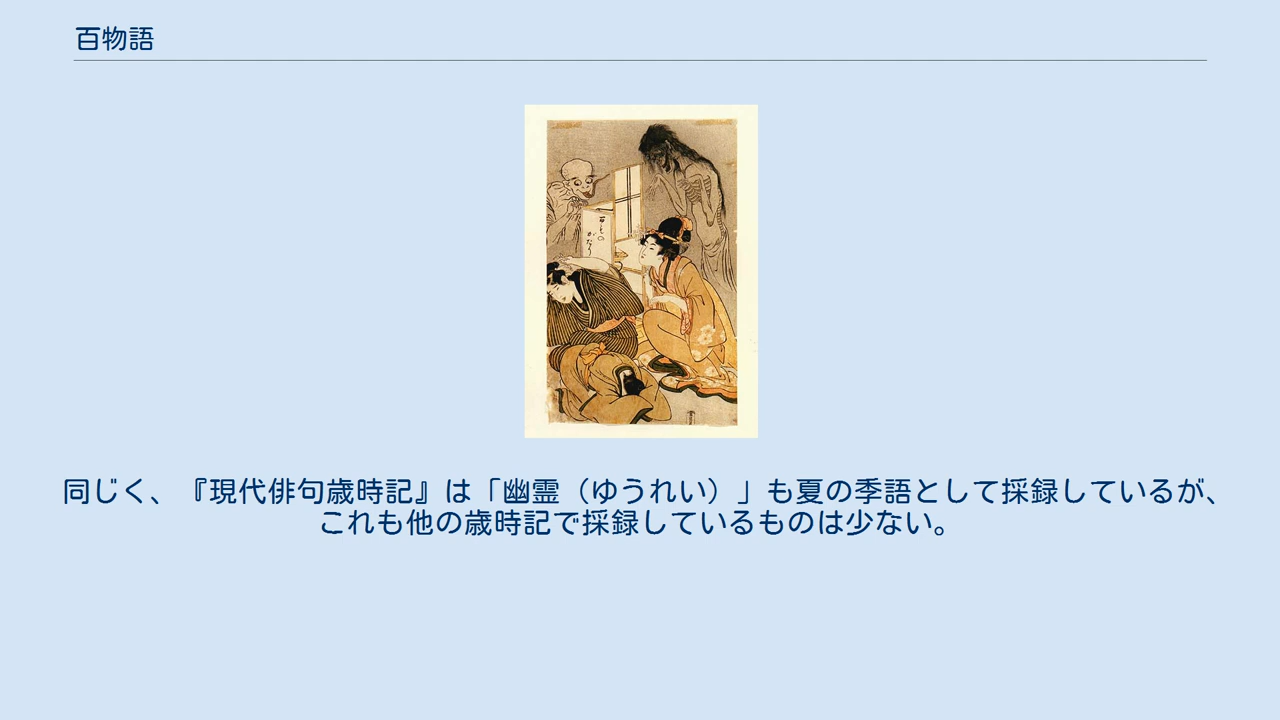 百物語
同じく、『現代俳句歳時記』は「幽霊（ゆうれい）」も夏の季語として採録しているが、
これも他の歳時記で採録しているものは少ない。